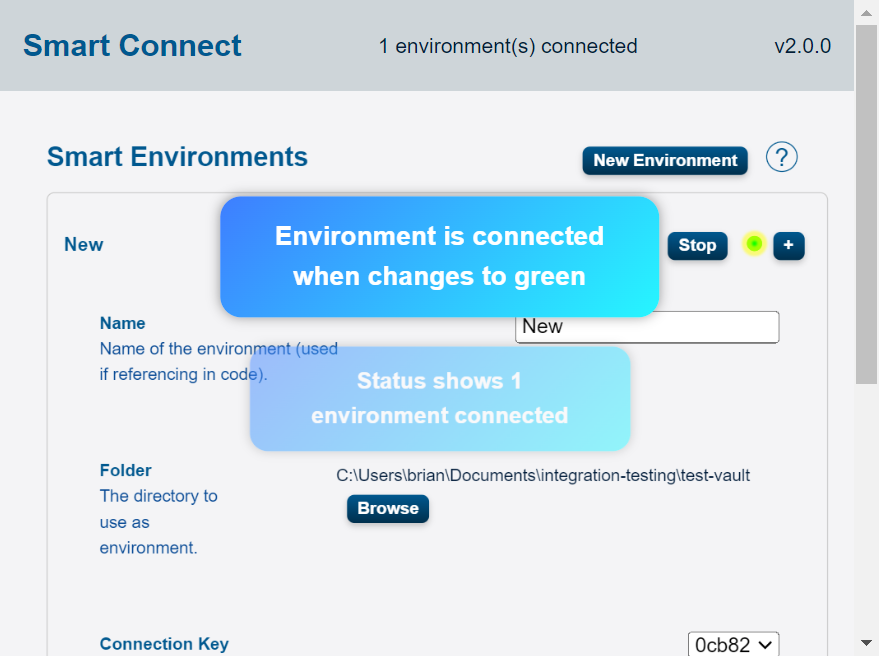 Smart Connect
1 environment(s) connected
v2.0.0
Smart Environments
New Environment
?
New
Environment is connected
when changes to green
Stop
+
Name
Name of the environment (used
if referencing in code).
New
Status shows 1
environment connected
Folder
The directory to
use as
environment.
C:\Users\brian\Documents\integration-testing\test-vault
Browse
Connection Key
0cb82